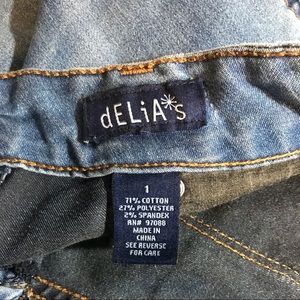 dELiA*s
1
71% COTTON
27% POLYESTER
2% SPANDEX
RN# 97088
MADE IN
CHINA
SEE REVERSE
FOR CARE